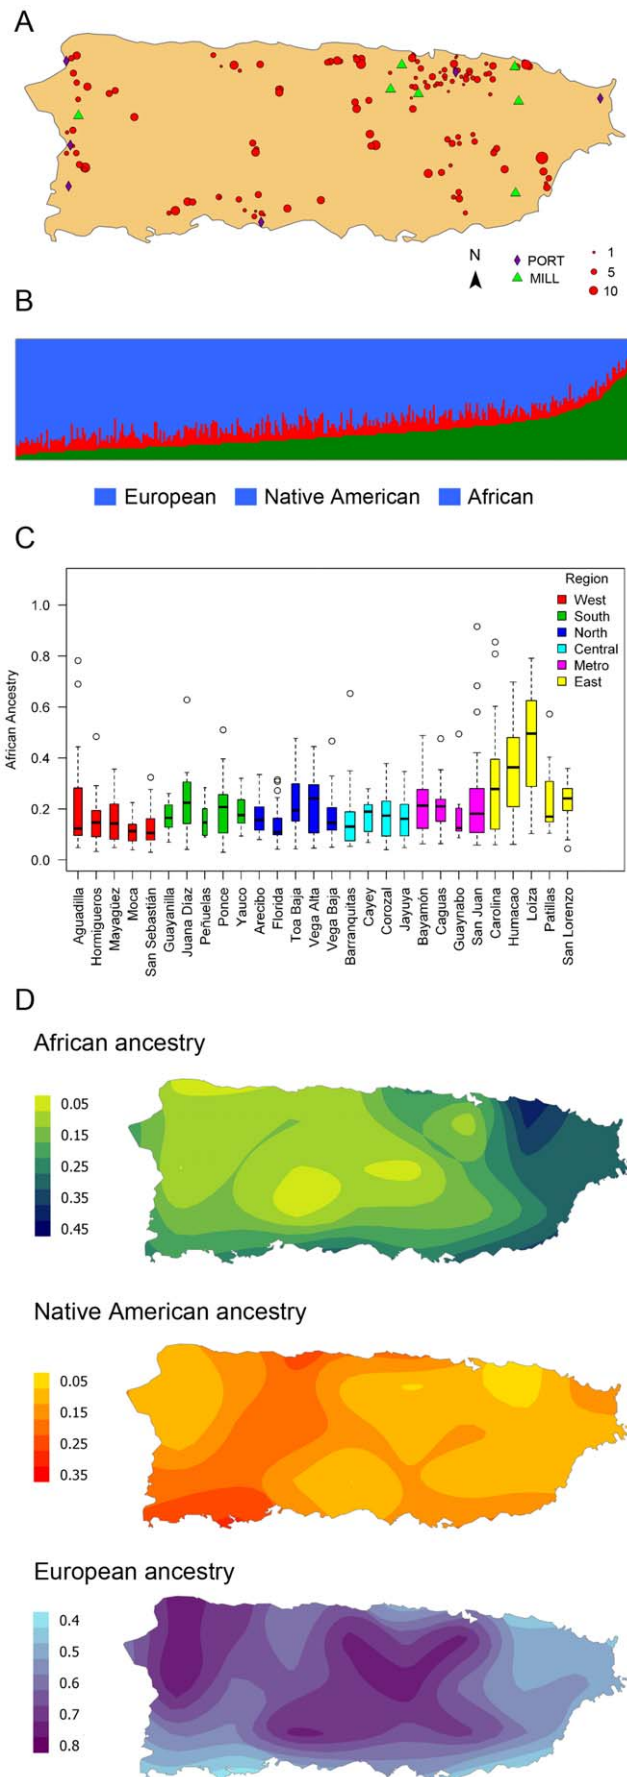 A
N
PORT
MILL
1
5
10
B
European Native American African
C
Region
West
South
North
Central
Metro
East
African Ancestry
1.0
0.8
0.6
0.4
0.2
0.0
Aguadilla
Hormigueros
Mayagüez
Moca
San Sebastián
Guayanilla
Juana Díaz
Peñuelas
Ponce
Yauco
Arecibo
Florida
Toa Baja
Vega Alta
Vega Baja
Barranquitas
Cayey
Corozal
Jayuya
Bayamón
Caguas
Guaynabo
San Juan
Carolina
Humacao
Loiza
Patillas
San Lorenzo
D
African ancestry
0.05
0.15
0.25
0.35
0.45
Native American ancestry
0.05
0.15
0.25
0.35
European ancestry
0.4
0.5
0.6
0.7
0.8